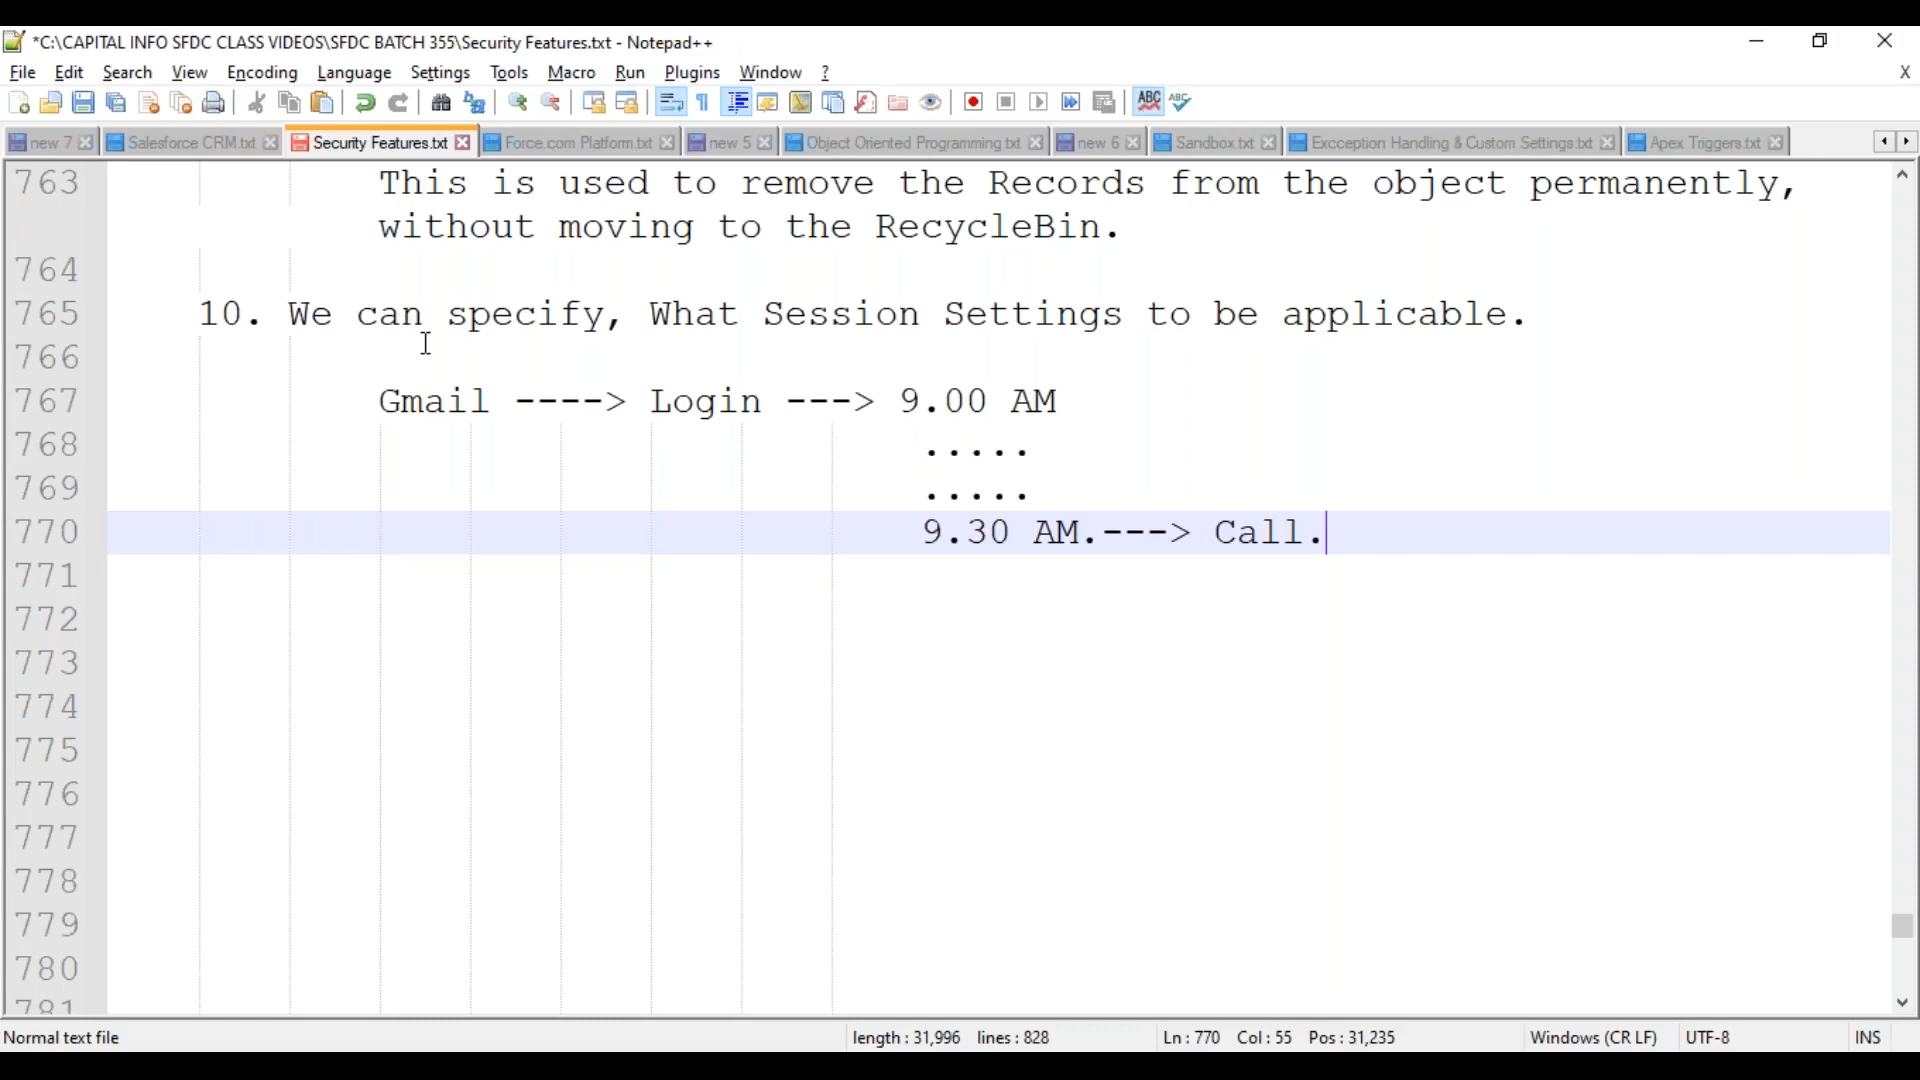 *C:\CAPITAL INFO SFDC CLASS VIDEOS\SFDC BATCH 355\Security Features.txt - Notepad++
File Edit Search View Encoding Language Settings Tools Macro Run Plugins Window ? X
new 7 Salesforce CRM.txt Security Features.txt Force.com Platform.txt new 5 Object Oriented Programming.txt new 6 Sandbox.txt Excception Handling & Custom Settings.txt Apex Triggers.txt
763 This is used to remove the Records from the object permanently,
without moving to the RecycleBin.
764
765 10. We can specify, What Session Settings to be applicable.
766
767 Gmail ----> Login ---> 9.00 AM
768 .....
769 .....
770 9.30 AM.---> Call.
771
772
773
774
775
776
777
778
779
780
781
Normal text file length : 31,996 lines : 828 Ln : 770 Col : 55 Pos : 31,235 Windows (CR LF) UTF-8 INS